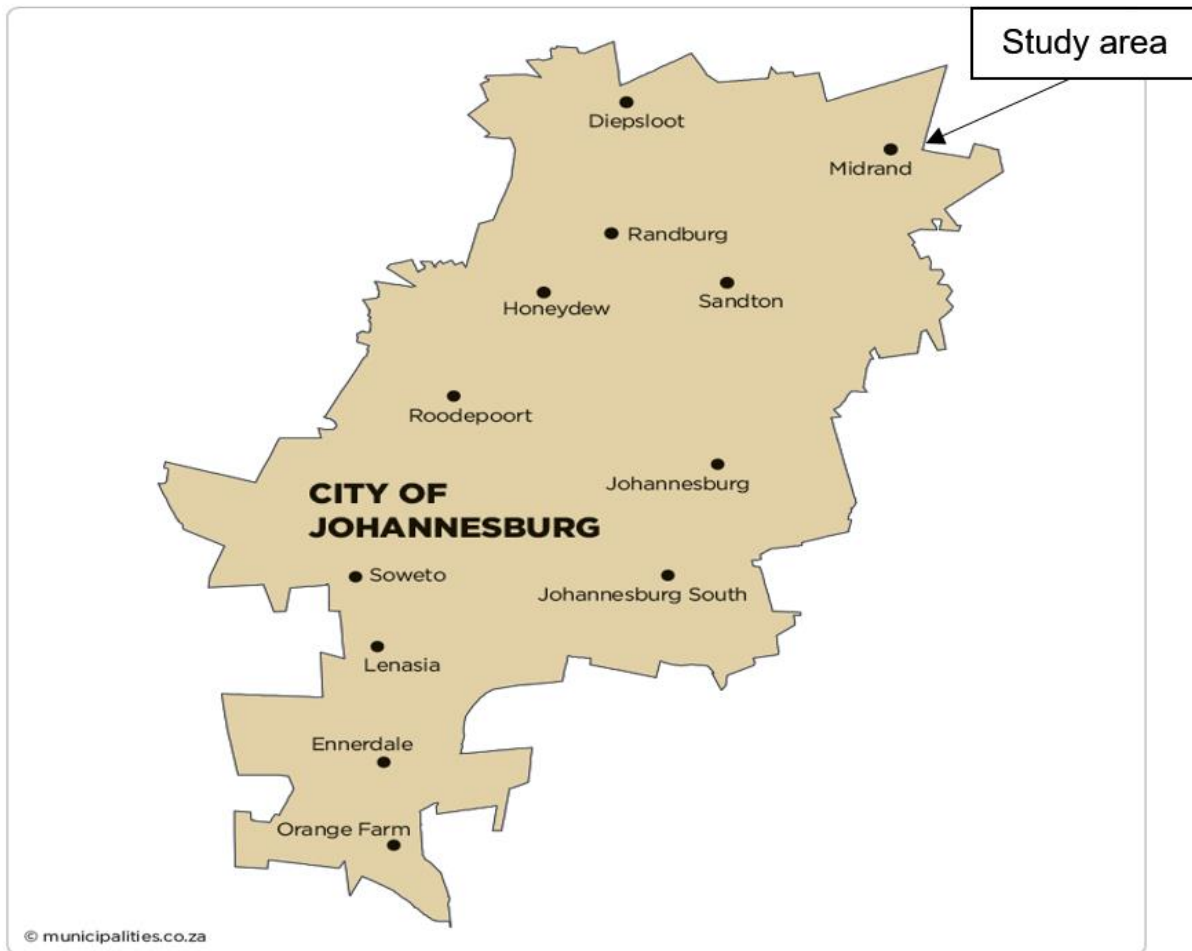 Study area
Diepsloot
Midrand
Randburg
Sandton
Honeydew
Roodepoort
Johannesburg
CITY OF
JOHANNESBURG
Soweto
Johannesburg South
Lenasia
Ennerdale
Orange Farm
© municipalities.co.za